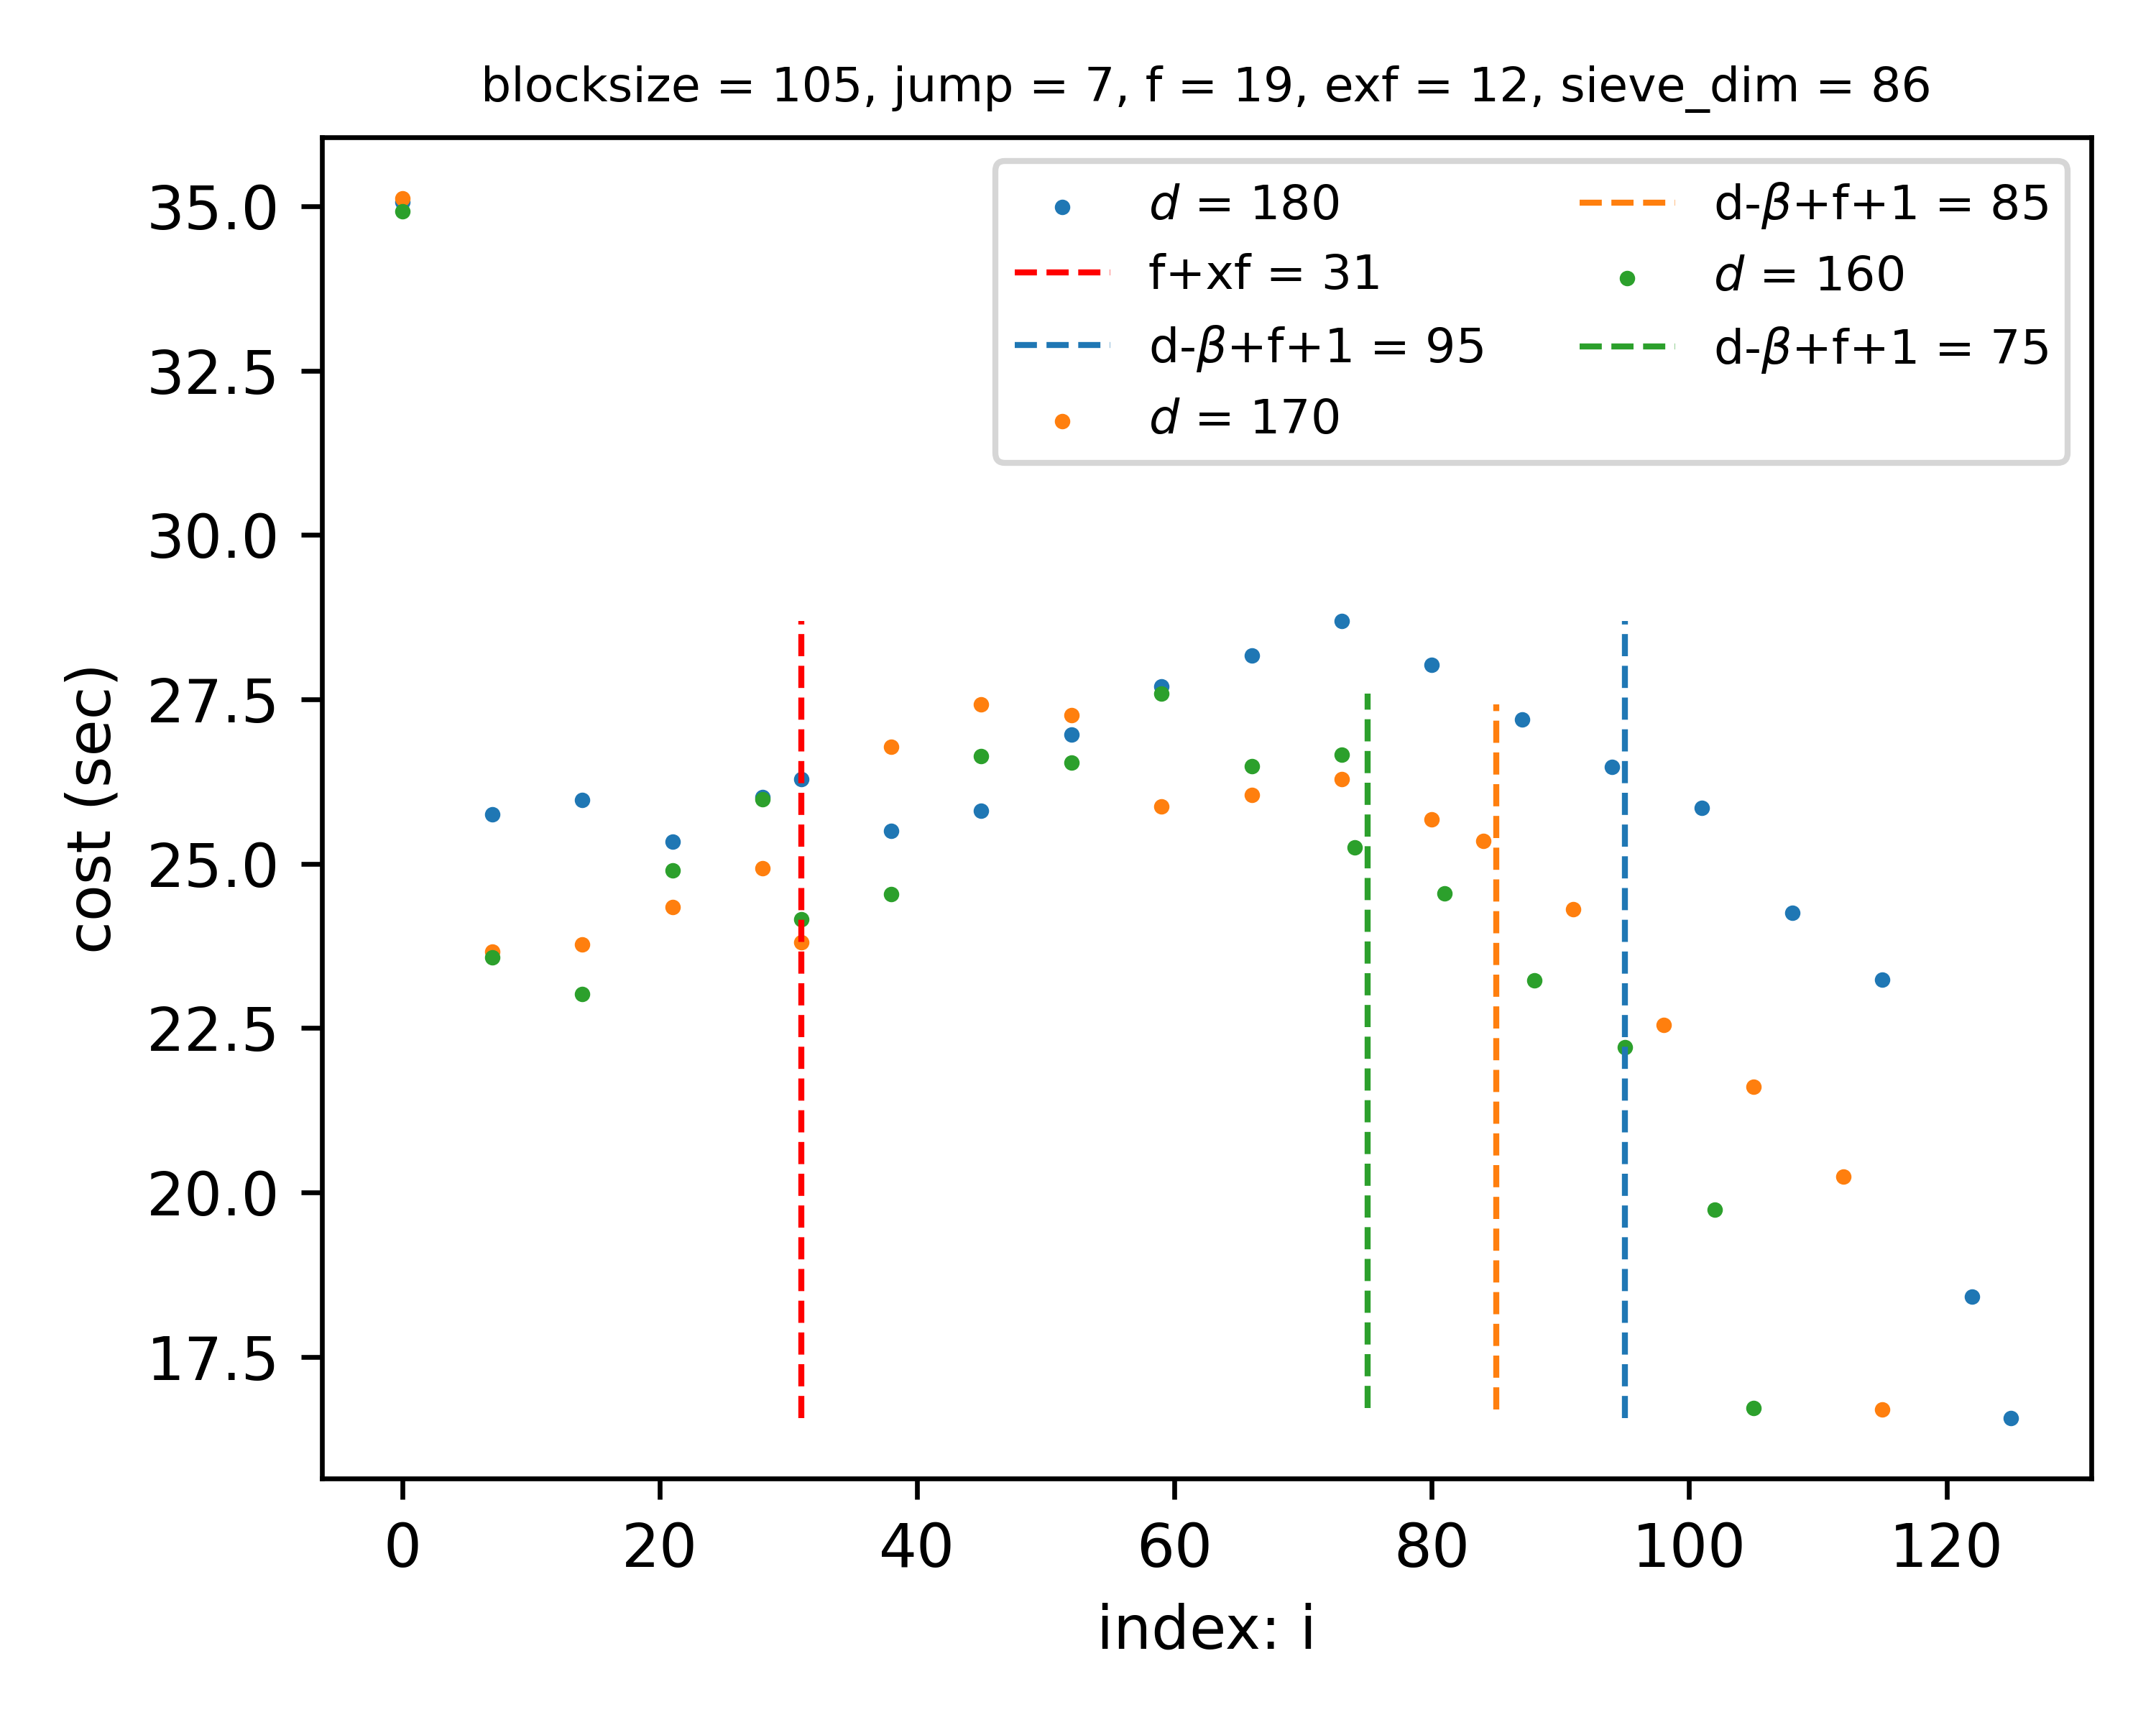 blocksize = 105, jump = 7, f = 19, exf = 12, sieve_dim = 86
d = 180
f+xf = 31
d-β+f+1 = 95
d = 170
d-β+f+1 = 85
d = 160
d-β+f+1 = 75
cost (sec)
35.0
32.5
30.0
27.5
25.0
22.5
20.0
17.5
0 20 40 60 80 100 120
index: i